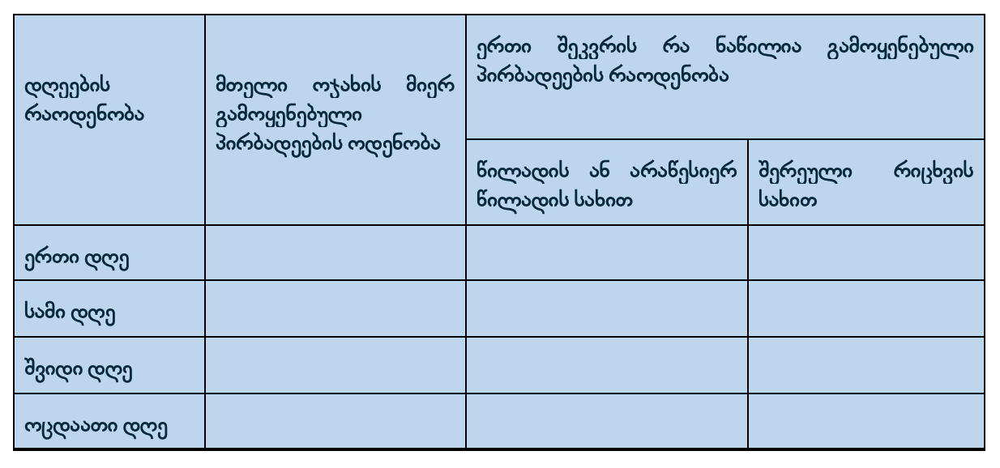 დღეების
რაოდენობა
მთელი ოჯახის მიერ
გამოყენებული
პირბადეების ოდენობა
ერთი შეკვრის რა ნაწილია გამოყენებული
პირბადეების რაოდენობა
წილადის ან არაწესიერ
წილადის სახით
შერეული რიცხვის
სახით
ერთი დღე
სამი დღე
შვიდი დღე
ოცდაათი დღე